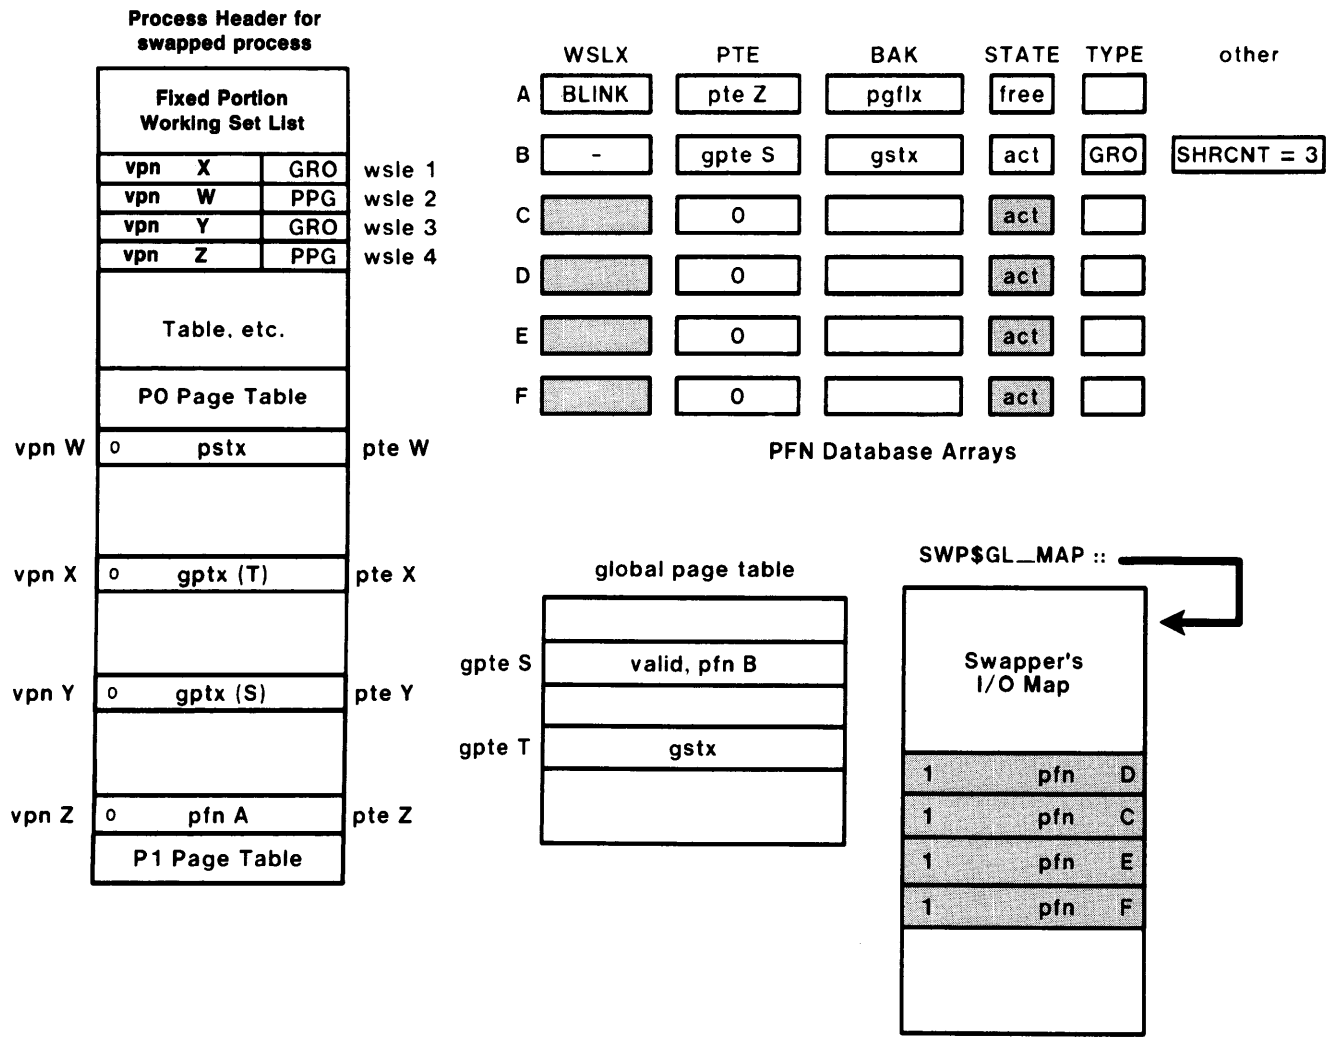 Process Header for
swapped process
Fixed Portion
Working Set List
vpn X GRO wsle 1
vpn W PPG wsle 2
vpn Y GRO wsle 3
vpn Z PPG wsle 4
Table, etc.
P0 Page Table
vpn W 0 pstx pte W
vpn X 0 gptx (T) pte X
vpn Y 0 gptx (S) pte Y
vpn Z 0 pfn A pte Z
P1 Page Table
WSLX PTE BAK STATE TYPE other
A BLINK pte Z pgflx free
B - gpte S gstx act GRO SHRCNT = 3
C 0 act
D 0 act
E 0 act
F 0 act
PFN Database Arrays
global page table
gpte S valid, pfn B
gpte T gstx
SWP$GL_MAP ::
Swapper's
I/O Map
1 pfn D
1 pfn C
1 pfn E
1 pfn F